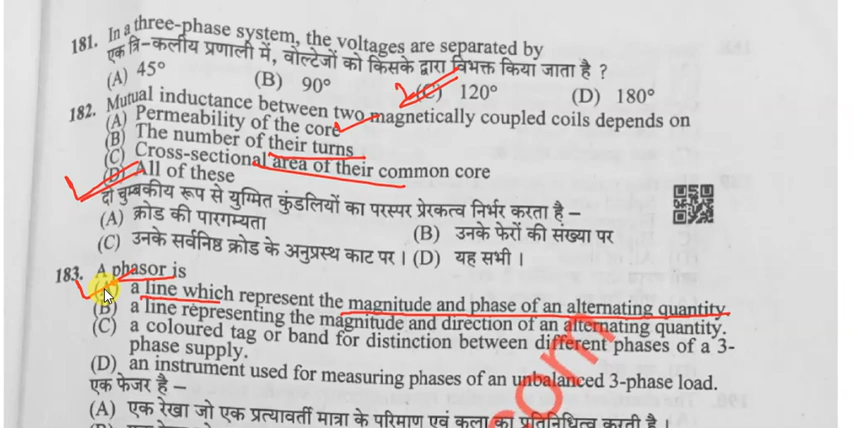 181. In a three-phase system, the voltages are separated by
एक त्रि-कलीय प्रणाली में, वोल्टेजों को किसके द्वारा विभक्त किया जाता है ?
(A) 45° (B) 90° (C) 120° (D) 180°
182. Mutual inductance between two magnetically coupled coils depends on
(A) Permeability of the core
(B) The number of their turns
(C) Cross-sectional area of their common core
(D) All of these
दो चुम्बकीय रूप से युग्मित कुंडलियों का परस्पर प्रेरकत्व निर्भर करता है –
(A) क्रोड की पारगम्यता (B) उनके फेरों की संख्या पर
(C) उनके सर्वनिष्ठ क्रोड के अनुप्रस्थ काट पर । (D) यह सभी ।
183. A phasor is
(A) a line which represent the magnitude and phase of an alternating quantity.
(B) a line representing the magnitude and direction of an alternating quantity.
(C) a coloured tag or band for distinction between different phases of a 3-
phase supply.
(D) an instrument used for measuring phases of an unbalanced 3-phase load.
एक फेजर है –
(A) एक रेखा जो एक प्रत्यावर्ती मात्रा के परिमाण एवं कला का प्रतिनिधित्व करती है ।
com